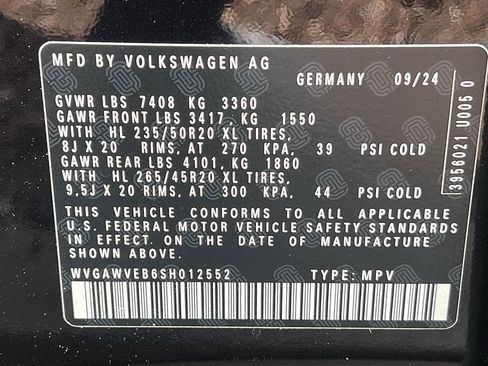 MFD BY VOLKSWAGEN AG
GERMANY 09/24
GVWR LBS 7408 KG 3360
GAWR FRONT LBS 3417, KG 1550
WITH HL 235/50R20 XL TIRES,
8J X 20 RIMS, AT 270 KPA, 39 PSI COLD
GAWR REAR LBS 4101, KG 1860
WITH HL 265/45R20 XL TIRES,
9,5J X 20 RIMS, AT 300 KPA, 44 PSI COLD
THIS VEHICLE CONFORMS TO ALL APPLICABLE
U.S. FEDERAL MOTOR VEHICLE SAFETY STANDARDS
IN EFFECT ON THE DATE OF MANUFACTURE
SHOWN ABOVE.
WVGAWVEB6SH012552 TYPE: MPV
3956021 U005 0